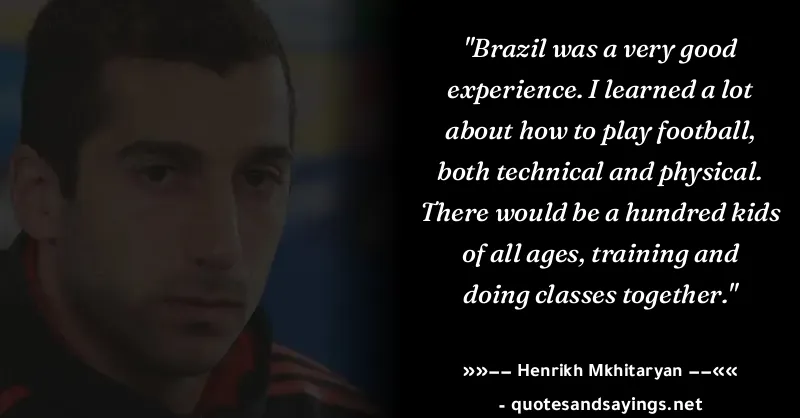 "Brazil was a very good
experience. I learned a lot
about how to play football,
both technical and physical.
There would be a hundred kids
of all ages, training and
doing classes together."
»»−− Henrikh Mkhitaryan −−««
- quotesandsayings.net